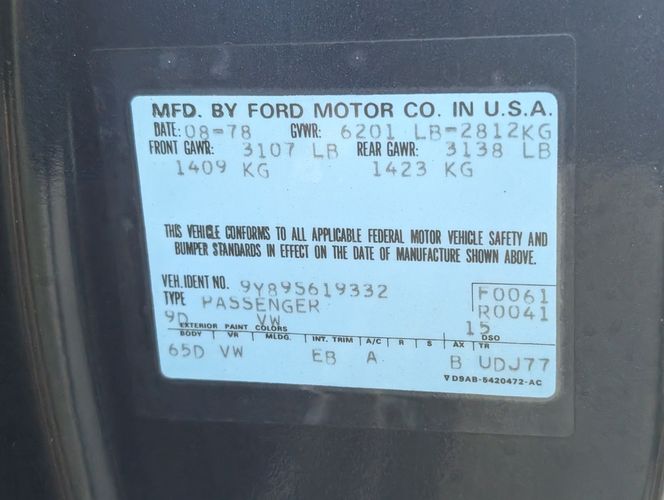 MFD. BY FORD MOTOR CO. IN U.S.A.
DATE: 08-78 GVWR: 6201 LB-2812KG
FRONT GAWR: 3107 LB REAR GAWR: 3138 LB
1409 KG 1423 KG
THIS VEHICLE CONFORMS TO ALL APPLICABLE FEDERAL MOTOR VEHICLE SAFETY AND
BUMPER STANDARDS IN EFFECT ON THE DATE OF MANUFACTURE SHOWN ABOVE.
VEH. IDENT NO. 9Y895619332 F0061
TYPE PASSENGER R0041
9D VW 15
EXTERIOR PAINT COLORS DSO
BODY VR MLDG. INT. TRIM A/C R S AX TR
65D VW EB A B UDJ77
▽ D9AB-5420472-AC